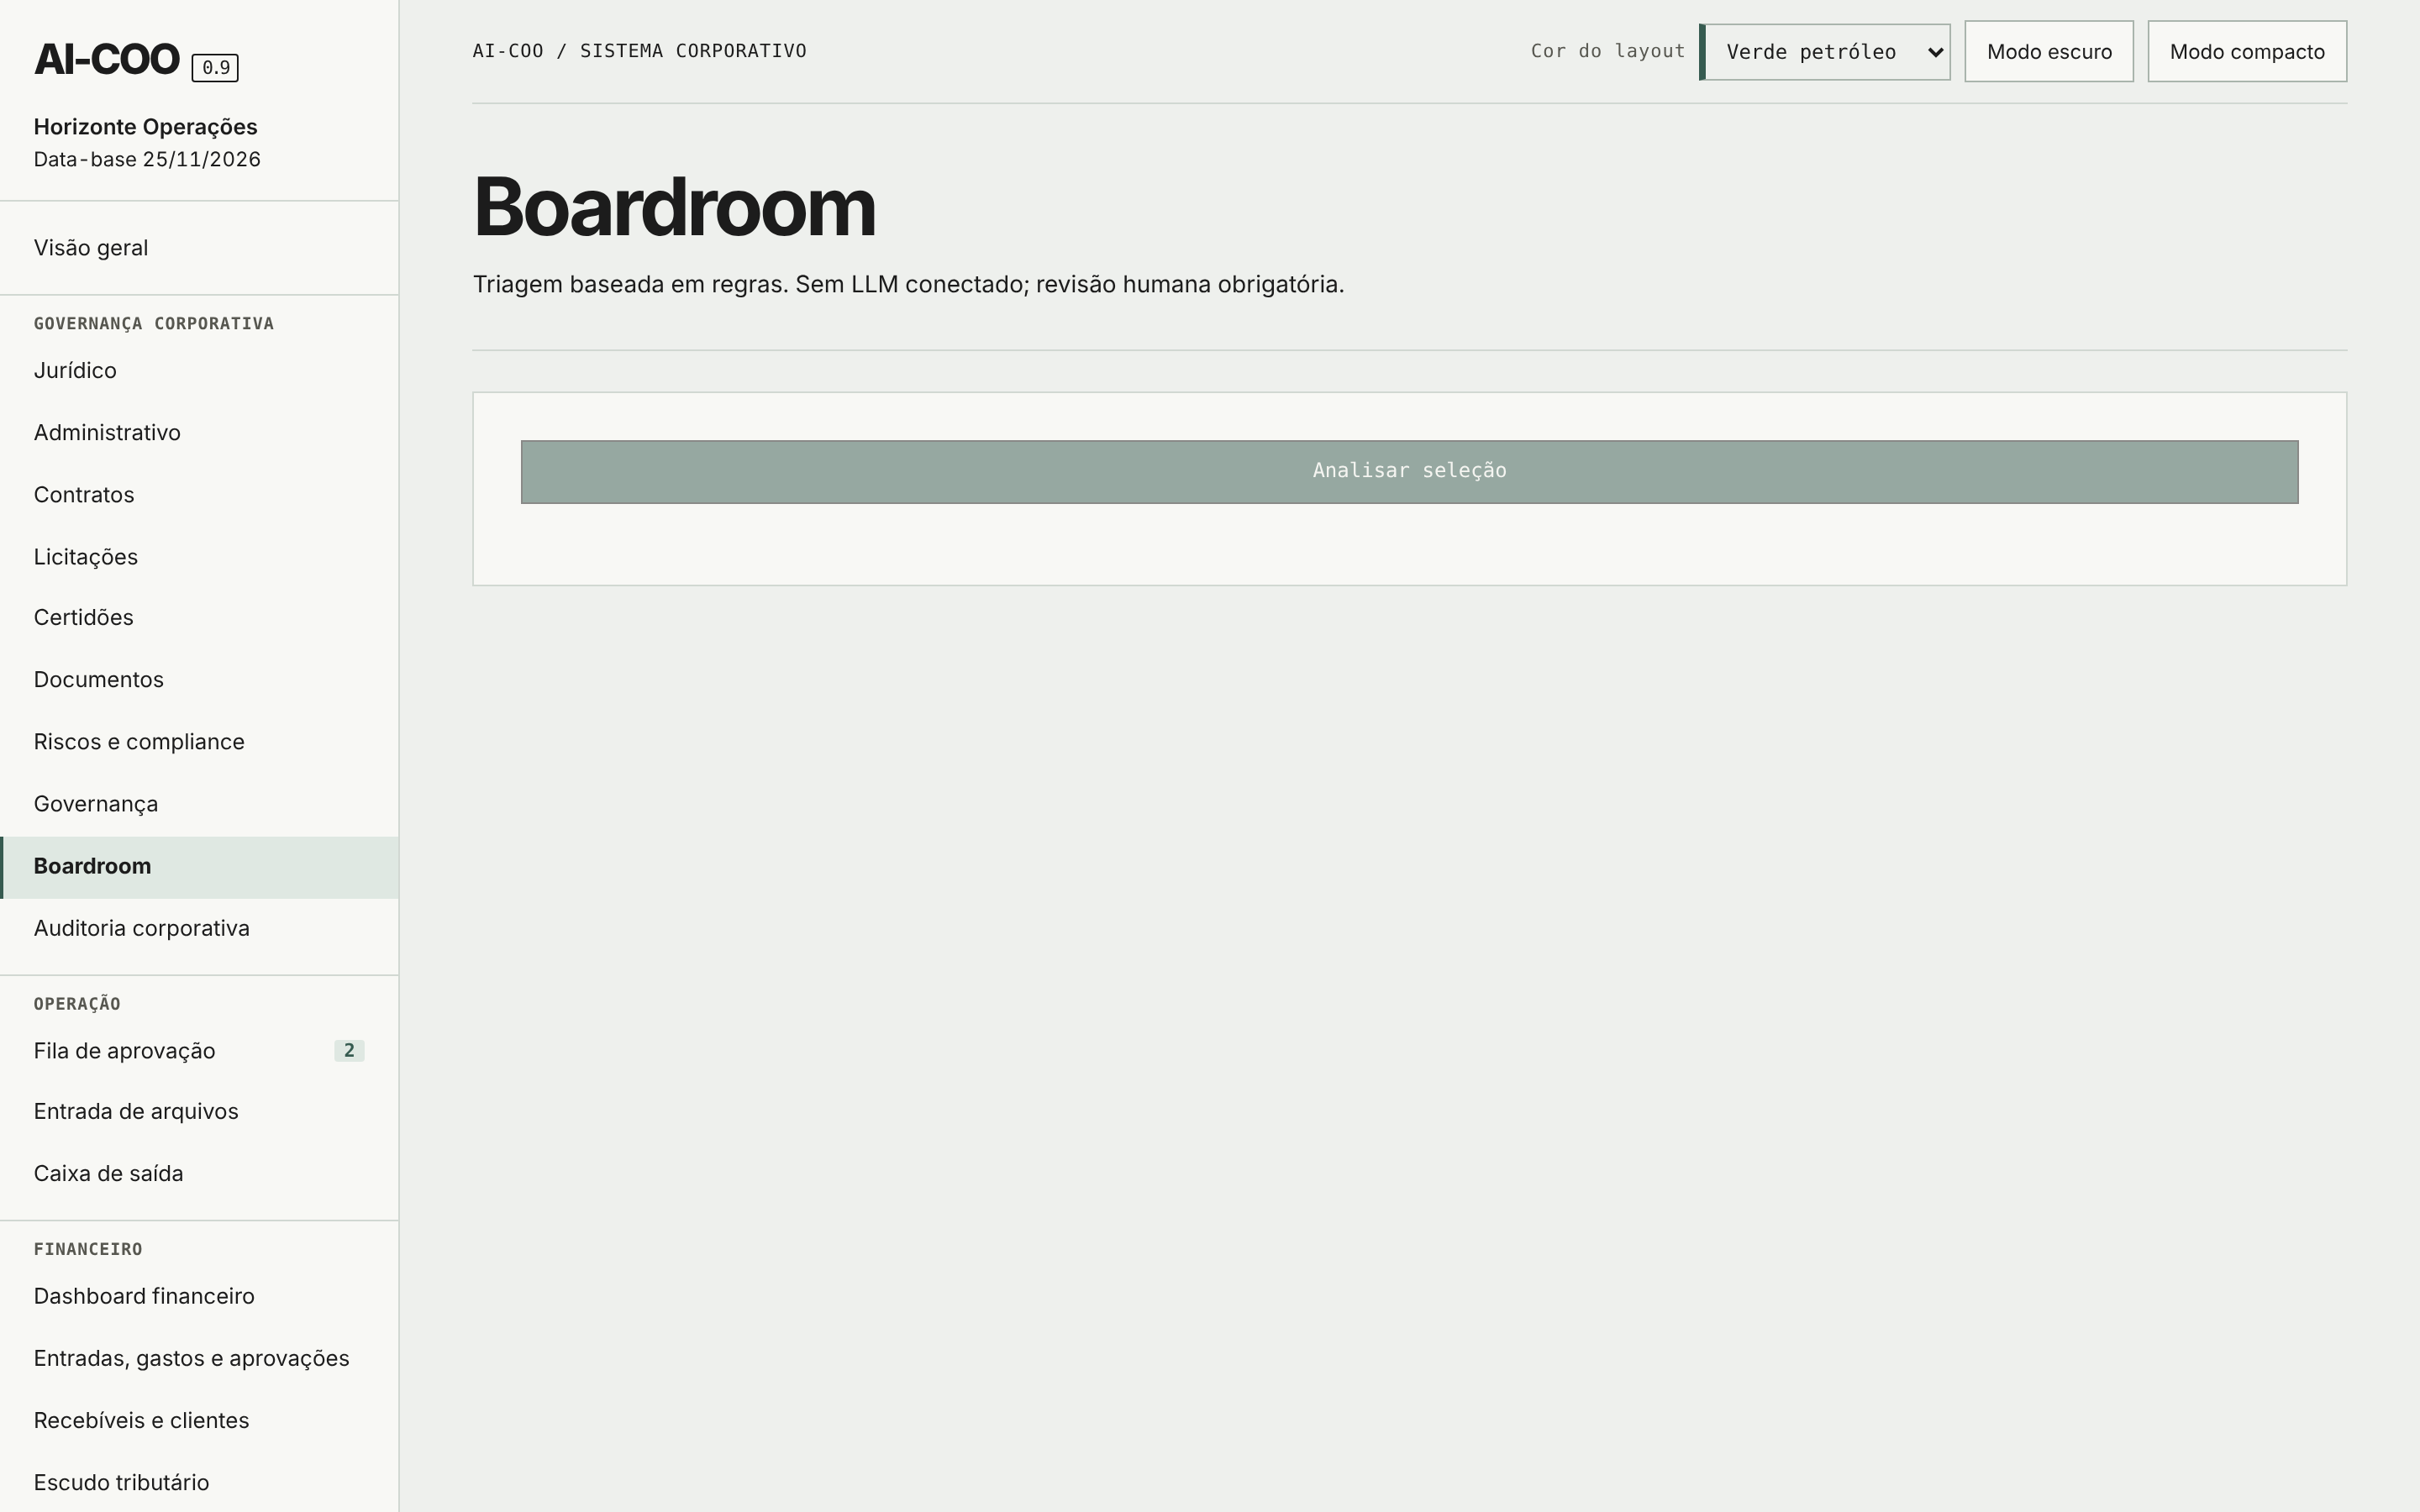 AI-COO 0.9
Horizonte Operações
Data-base 25/11/2026
Visão geral
GOVERNANÇA CORPORATIVA
Jurídico
Administrativo
Contratos
Licitações
Certidões
Documentos
Riscos e compliance
Governança
Boardroom
Auditoria corporativa
OPERAÇÃO
Fila de aprovação 2
Entrada de arquivos
Caixa de saída
FINANCEIRO
Dashboard financeiro
Entradas, gastos e aprovações
Recebíveis e clientes
Escudo tributário
AI-COO / SISTEMA CORPORATIVO
Cor do layout Verde petróleo Modo escuro Modo compacto
Boardroom
Triagem baseada em regras. Sem LLM conectado; revisão humana obrigatória.
Analisar seleção